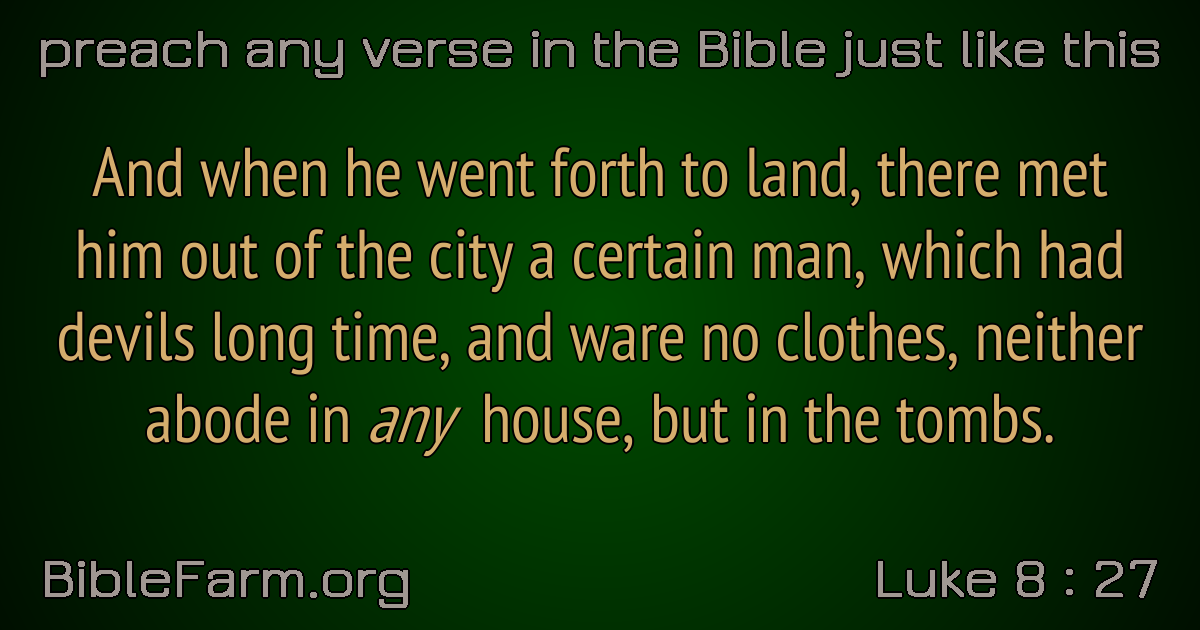 preach any verse in the Bible just like this
And when he went forth to land, there met
him out of the city a certain man, which had
devils long time, and ware no clothes, neither
abode in any house, but in the tombs.
BibleFarm.org
Luke 8 : 27